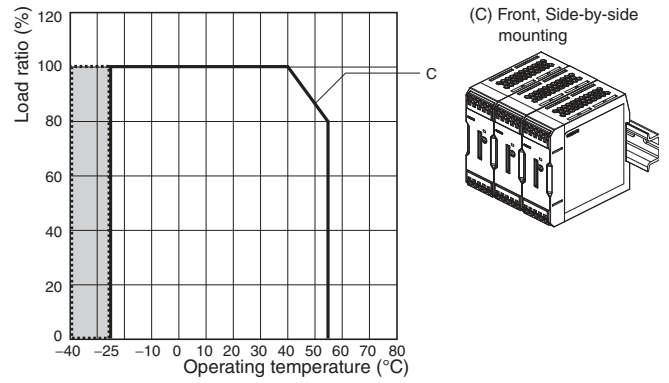 Load ratio (%)
120
100
80
60
40
20
0
−40 −25 −10 0 10 20 30 40 50 60 70 80
Operating temperature (°C)
C
(C) Front, Side-by-side
mounting